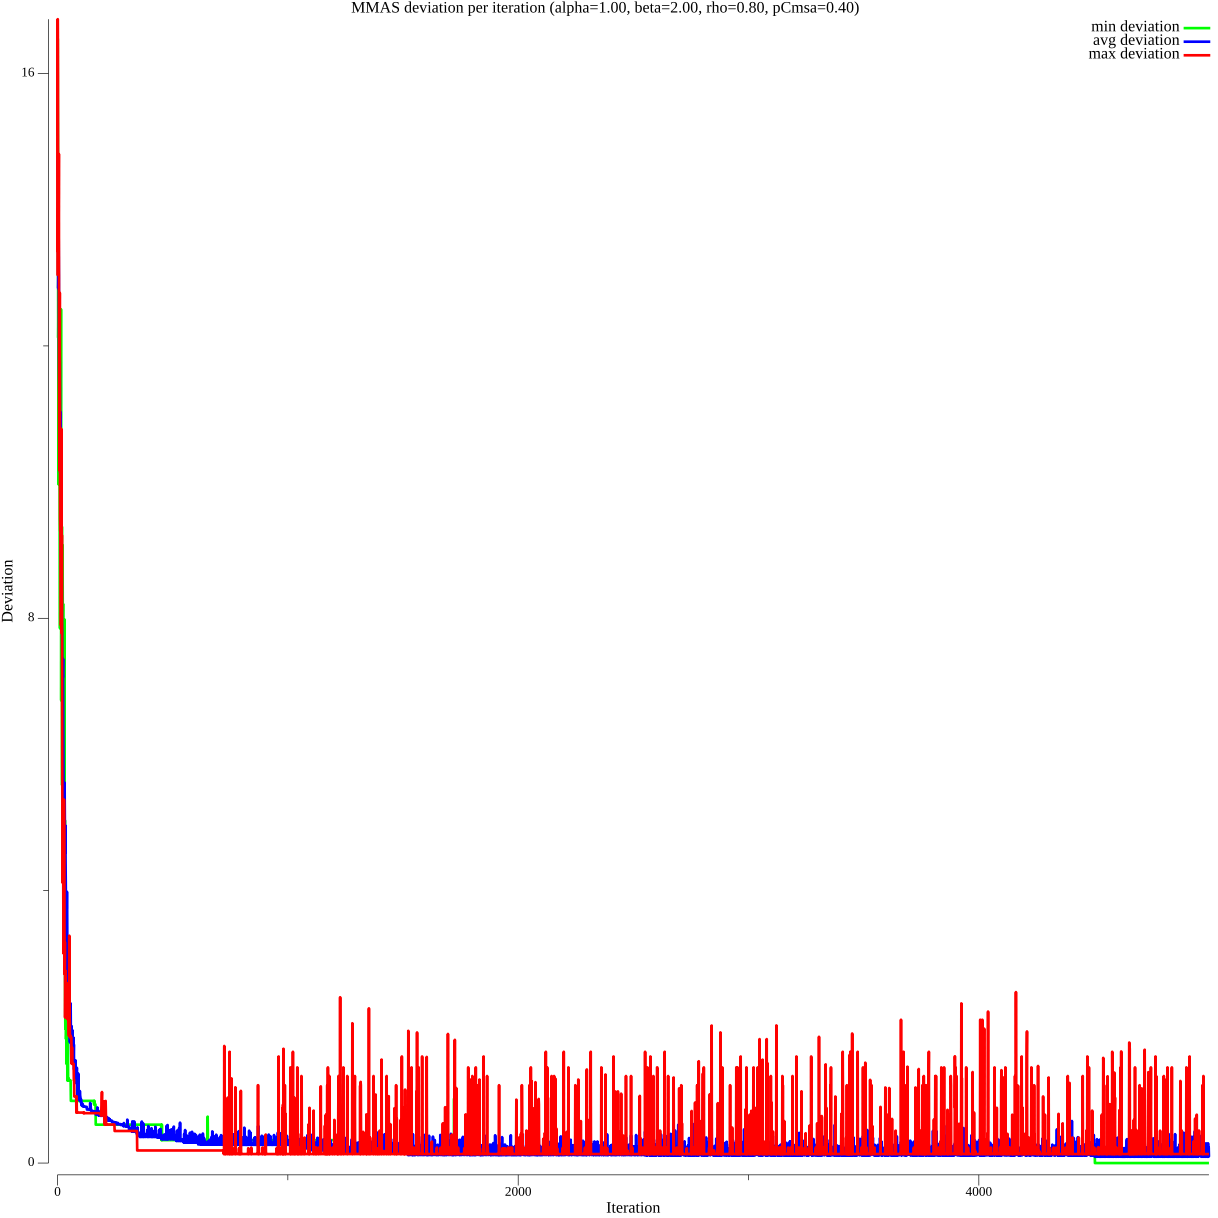 MMAS deviation per iteration (alpha=1.00, beta=2.00, rho=0.80, pCmsa=0.40)
min deviation
avg deviation
max deviation
16
8
0
Deviation
0
2000
4000
Iteration